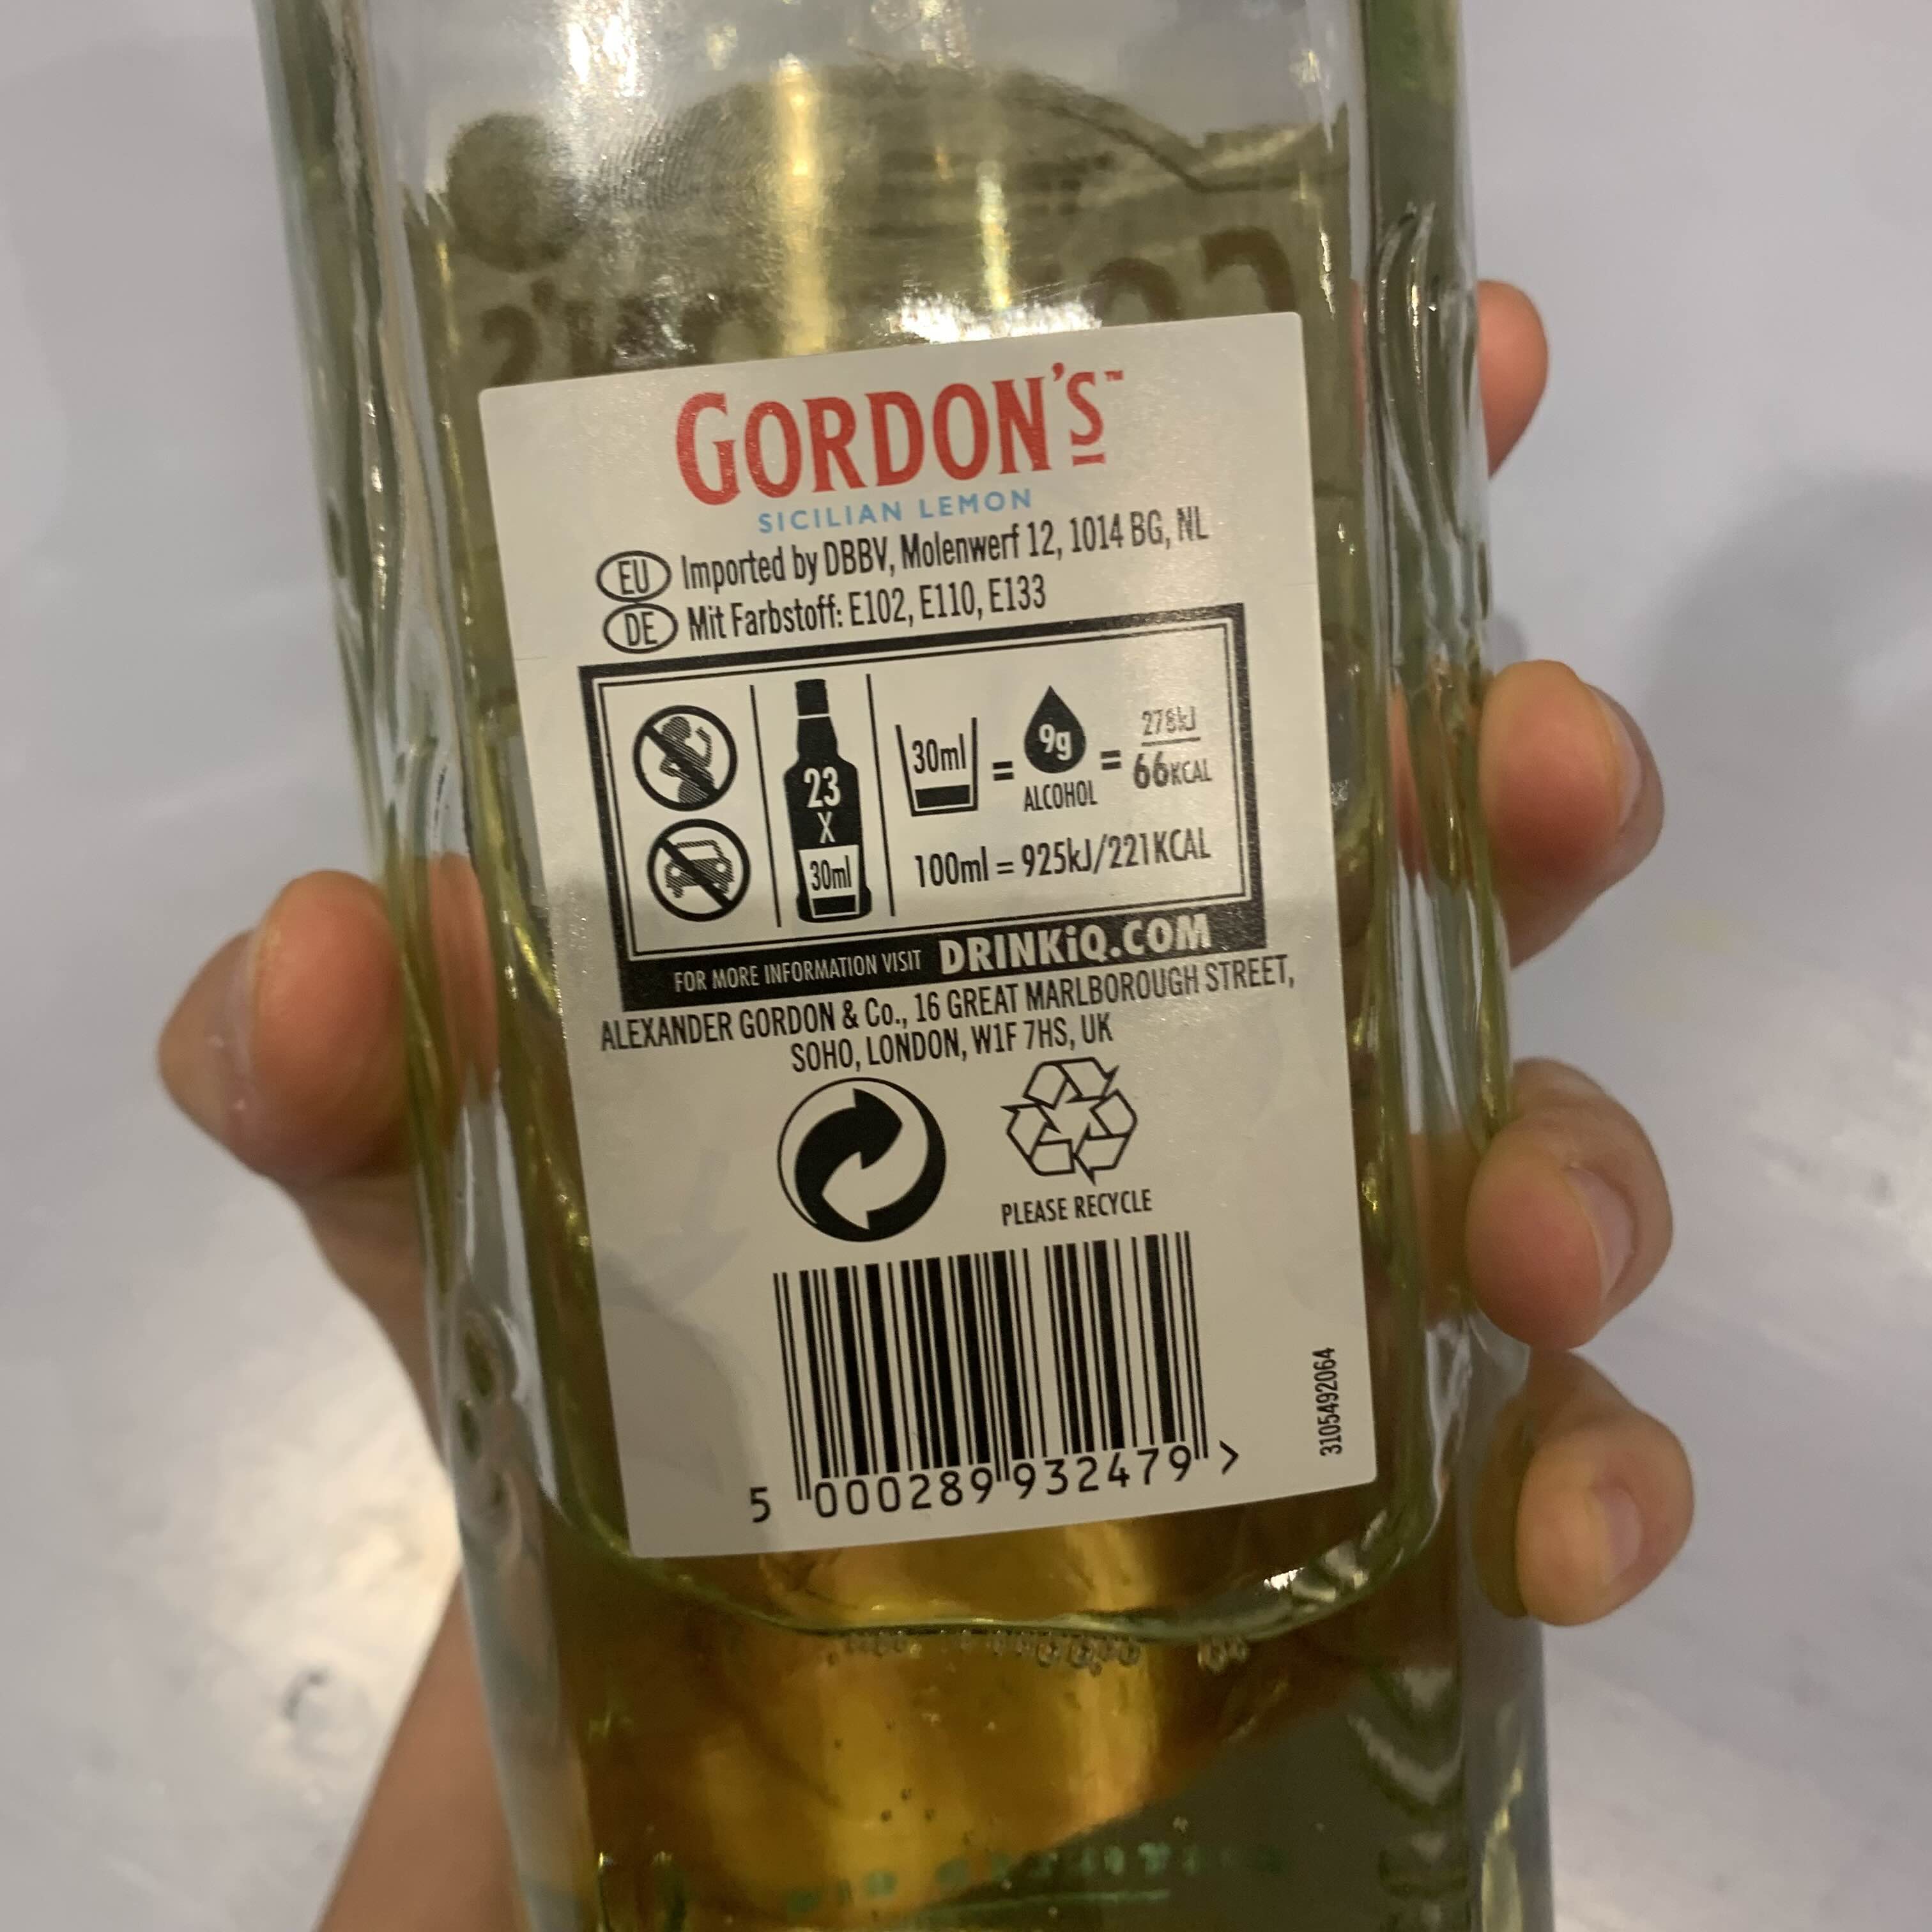 GORDON'S™
SICILIAN LEMON
EU Imported by DBBV, Molenwerf 12, 1014 BG, NL
DE Mit Farbstoff: E102, E110, E133
23
X
30ml
30ml = 9g = 278kJ
ALCOHOL 66KCAL
100ml = 925kJ/221KCAL
FOR MORE INFORMATION VISIT DRINKiQ.COM
ALEXANDER GORDON & Co., 16 GREAT MARLBOROUGH STREET,
SOHO, LONDON, W1F 7HS, UK
PLEASE RECYCLE
5 000289 932479 >
3105492064